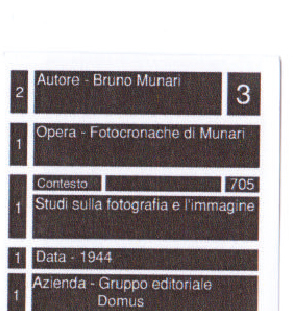 2 Autore - Bruno Munari 3
1 Opera - Fotocronache di Munari
Contesto 705
1 Studi sulla fotografia e l'immagine
1 Data - 1944
1 Azienda - Gruppo editoriale
Domus